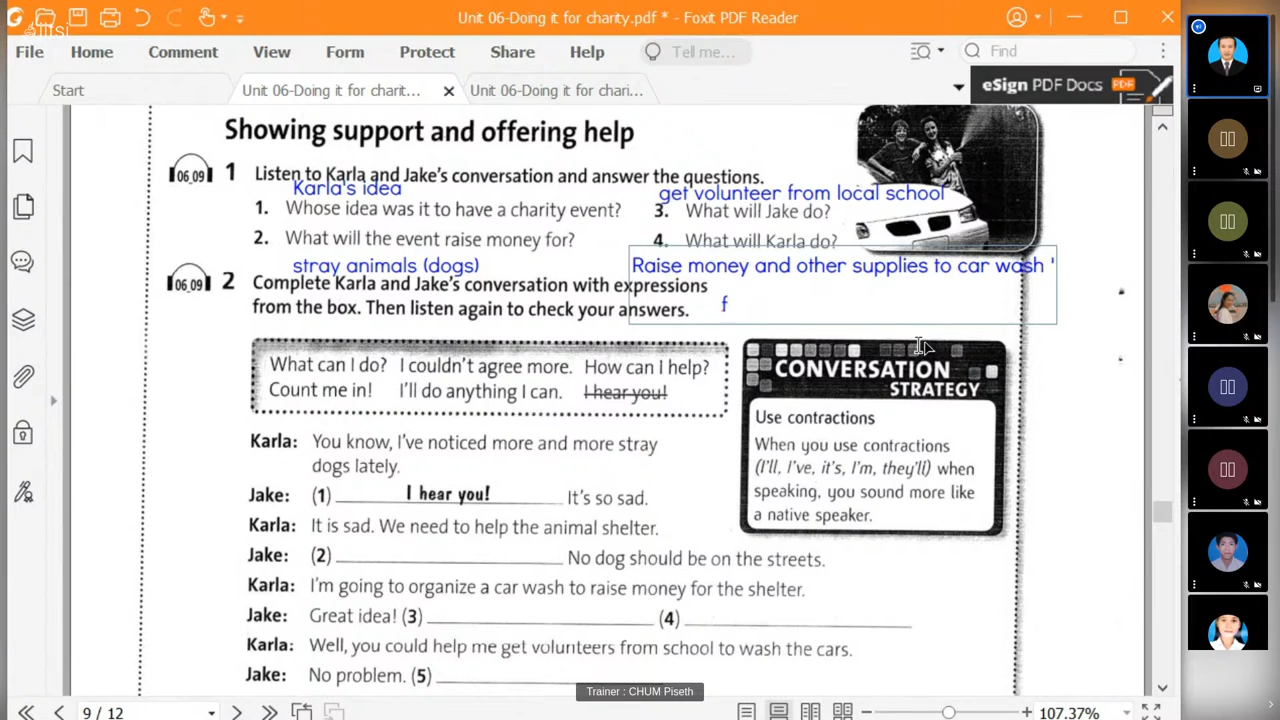 Unit 06-Doing it for charity.pdf * - Foxit PDF Reader
File Home Comment View Form Protect Share Help Tell me... Find
Start Unit 06-Doing it for charit... Unit 06-Doing it for chari... eSign PDF Docs PDF
Showing support and offering help
06_09 1 Listen to Karla and Jake's conversation and answer the questions.
Karla's idea
get volunteer from local school
1. Whose idea was it to have a charity event? 3. What will Jake do?
2. What will the event raise money for? 4. What will Karla do?
stray animals (dogs)
Raise money and other supplies to car wash '
f
06_09 2 Complete Karla and Jake's conversation with expressions
from the box. Then listen again to check your answers.
What can I do? I couldn't agree more. How can I help?
Count me in! I'll do anything I can. I hear you!
CONVERSATION
STRATEGY
Use contractions
When you use contractions
(I'll, I've, it's, I'm, they'll) when
speaking, you sound more like
a native speaker.
Karla: You know, I've noticed more and more stray
dogs lately.
Jake: (1) I hear you! It's so sad.
Karla: It is sad. We need to help the animal shelter.
Jake: (2) No dog should be on the streets.
Karla: I'm going to organize a car wash to raise money for the shelter.
Jake: Great idea! (3) (4)
Karla: Well, you could help me get volunteers from school to wash the cars.
Jake: No problem. (5)
Trainer : CHUM Piseth
9 / 12 107.37%